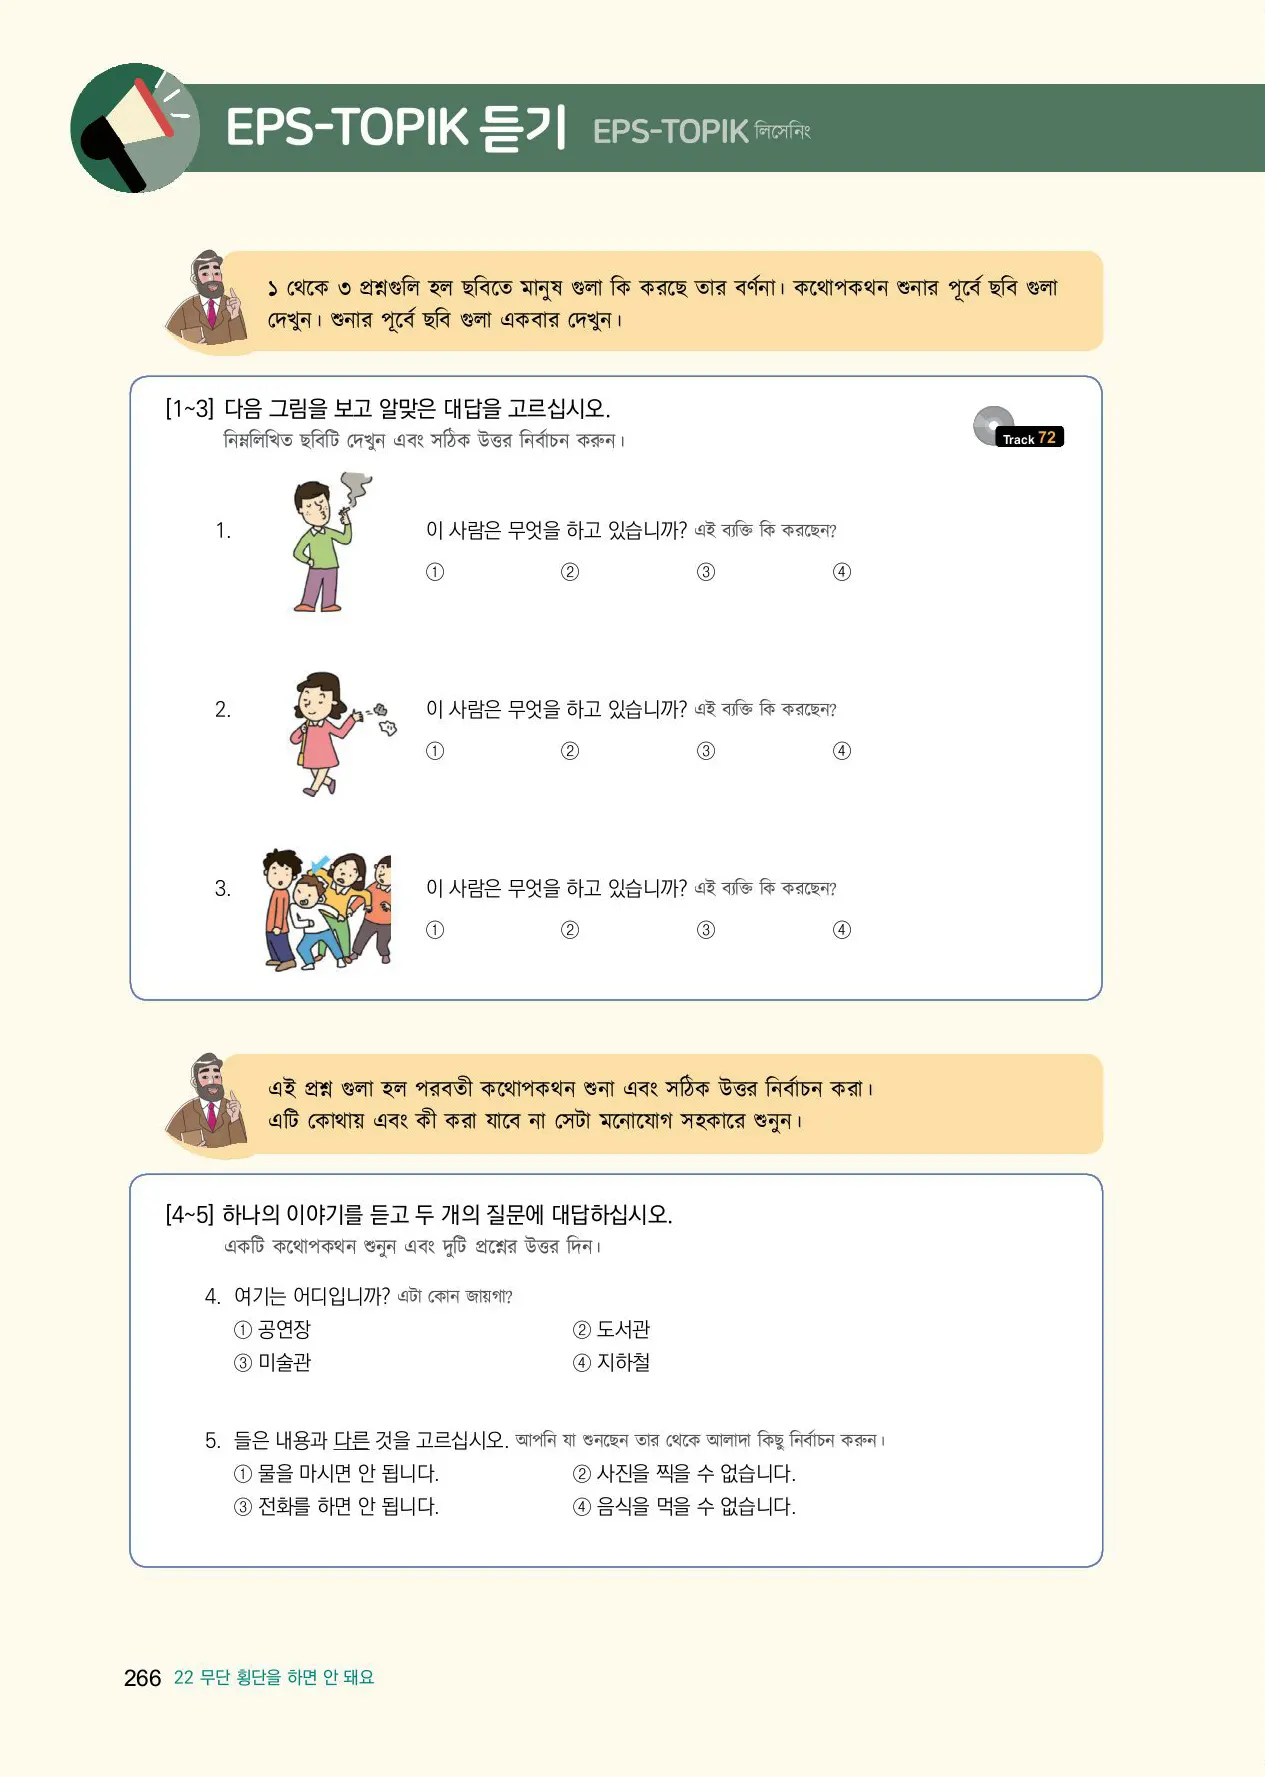 EPS-TOPIK 듣기 EPS-TOPIK লিসেনিং
১ থেকে ৩ প্রশ্নগুলি হল ছবিতে মানুষ গুলা কি করছে তার বর্ণনা। কথোপকথন শুনার পূর্বে ছবি গুলা
দেখুন। শুনার পূর্বে ছবি গুলা একবার দেখুন।
[1~3] 다음 그림을 보고 알맞은 대답을 고르십시오.
নিম্নলিখিত ছবিটি দেখুন এবং সঠিক উত্তর নির্বাচন করুন।
Track 72
1. 이 사람은 무엇을 하고 있습니까? এই ব্যক্তি কি করছেন?
① ② ③ ④
2. 이 사람은 무엇을 하고 있습니까? এই ব্যক্তি কি করছেন?
① ② ③ ④
3. 이 사람은 무엇을 하고 있습니까? এই ব্যক্তি কি করছেন?
① ② ③ ④
এই প্রশ্ন গুলা হল পরবর্তী কথোপকথন শুনা এবং সঠিক উত্তর নির্বাচন করা।
এটি কোথায় এবং কী করা যাবে না সেটা মনোযোগ সহকারে শুনুন।
[4~5] 하나의 이야기를 듣고 두 개의 질문에 대답하십시오.
একটি কথোপকথন শুনুন এবং দুটি প্রশ্নের উত্তর দিন।
4. 여기는 어디입니까? এটা কোন জায়গা?
① 공연장 ② 도서관
③ 미술관 ④ 지하철
5. 들은 내용과 다른 것을 고르십시오. আপনি যা শুনছেন তার থেকে আলাদা কিছু নির্বাচন করুন।
① 물을 마시면 안 됩니다. ② 사진을 찍을 수 없습니다.
③ 전화를 하면 안 됩니다. ④ 음식을 먹을 수 없습니다.
266 22 무단 횡단을 하면 안 돼요